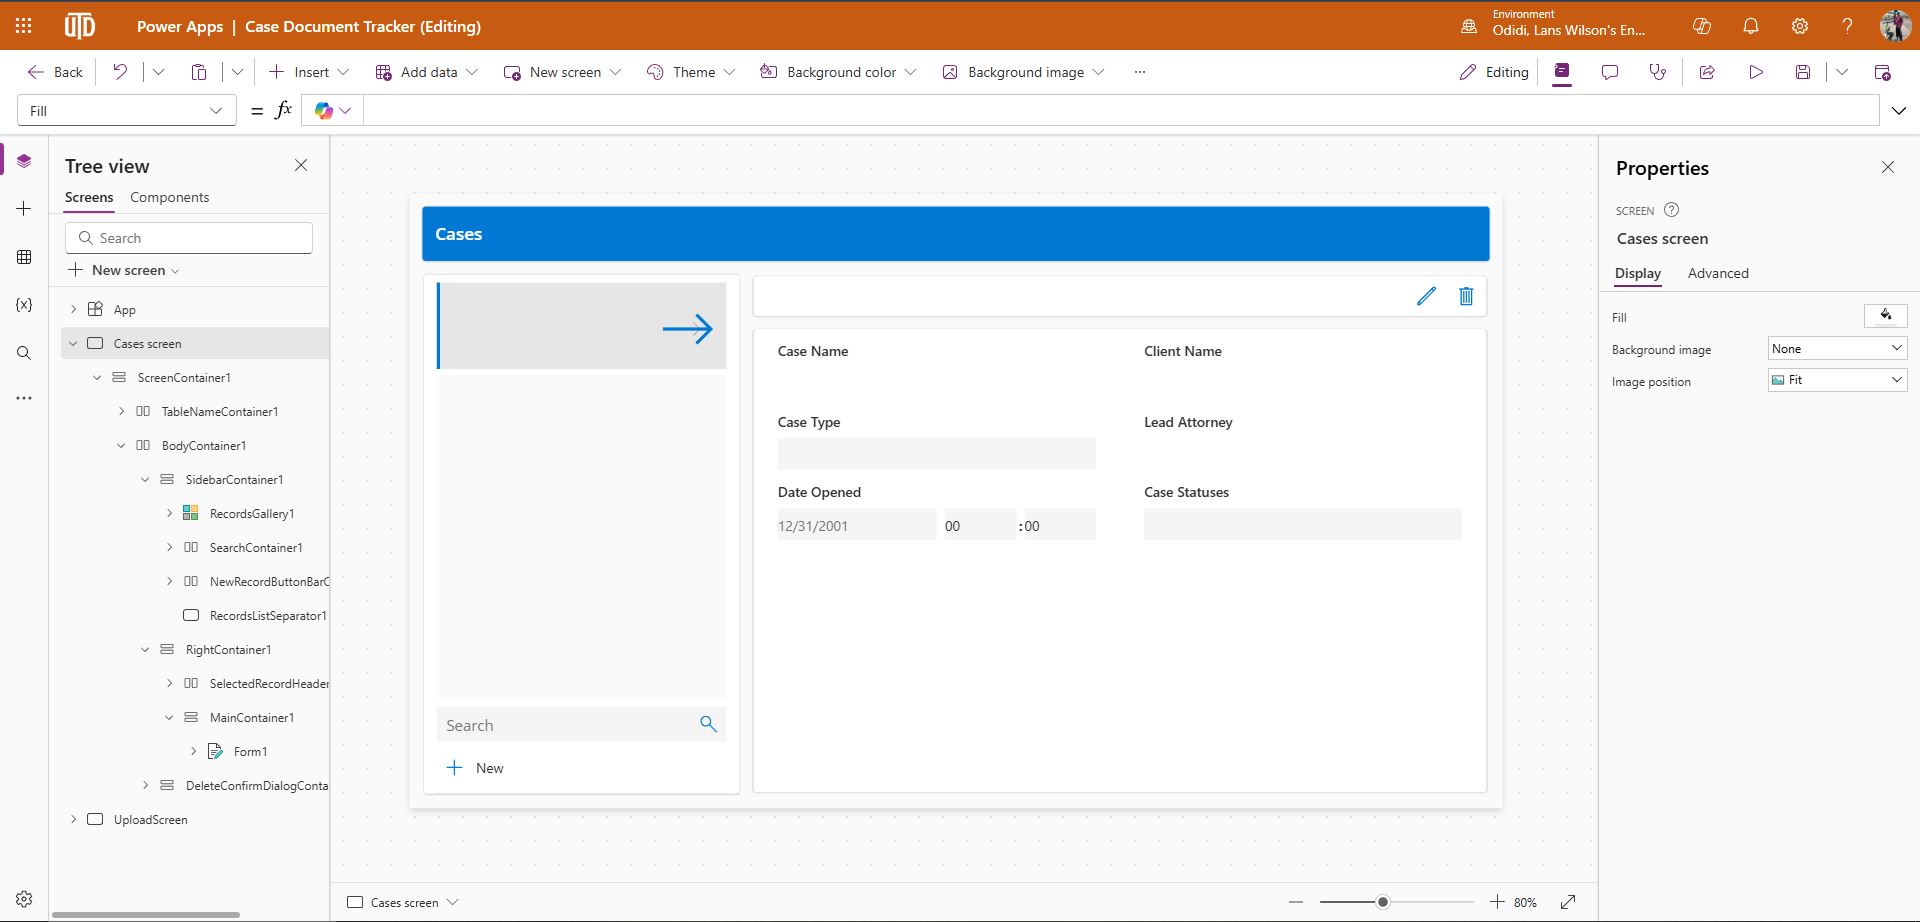 UTD Power Apps | Case Document Tracker (Editing)
Environment
Odidi, Lans Wilson's En...
Back Insert Add data New screen Theme Background color Background image ... Editing
Fill = fx
Tree view
Screens Components
Search
New screen
App
Cases screen
ScreenContainer1
TableNameContainer1
BodyContainer1
SidebarContainer1
RecordsGallery1
SearchContainer1
NewRecordButtonBarC
RecordsListSeparator1
RightContainer1
SelectedRecordHeader
MainContainer1
Form1
DeleteConfirmDialogConta
UploadScreen
Cases
Search
New
Case Name Client Name
Case Type Lead Attorney
Date Opened Case Statuses
12/31/2001 00 :00
Properties
SCREEN ?
Cases screen
Display Advanced
Fill
Background image None
Image position Fit
Cases screen 80%